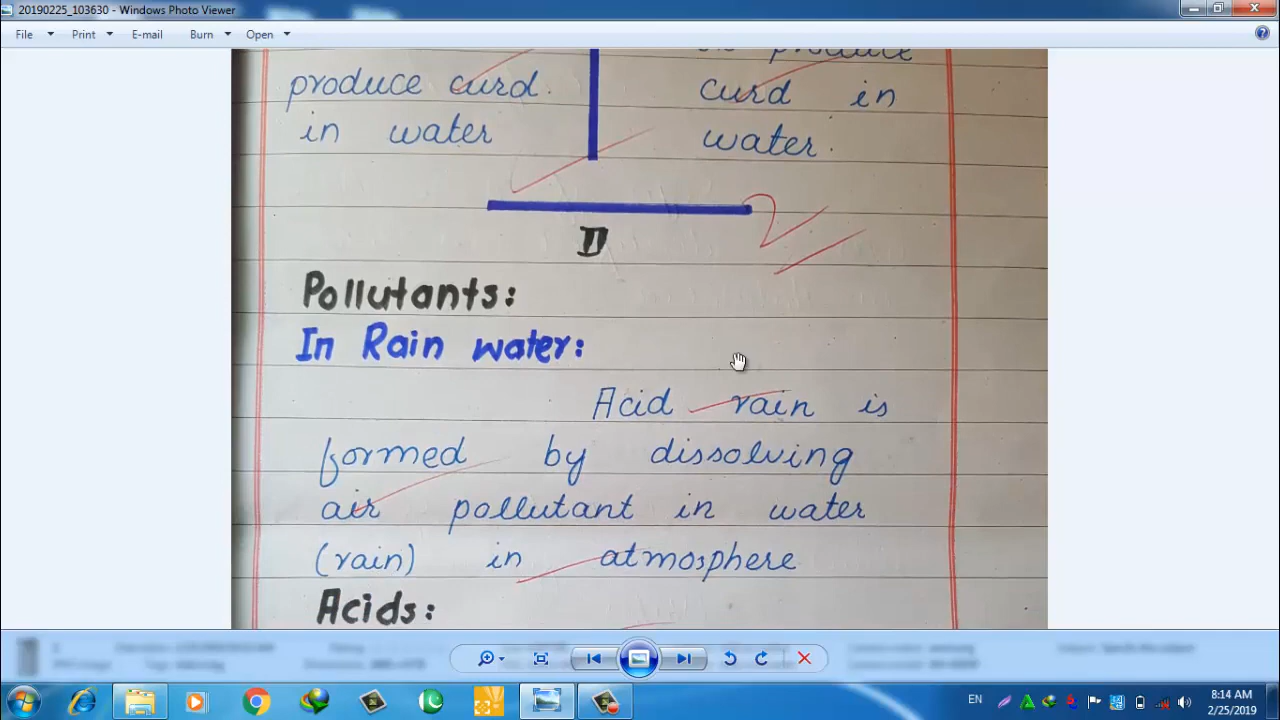 20190225_103630 - Windows Photo Viewer
File Print E-mail Burn Open
produce curd.
in water
produce
curd in
water.
2
II
Pollutants:
In Rain water:
Acid rain is
formed by dissolving
air pollutant in water
(rain) in atmosphere
Acids:
EN
8:14 AM
2/25/2019